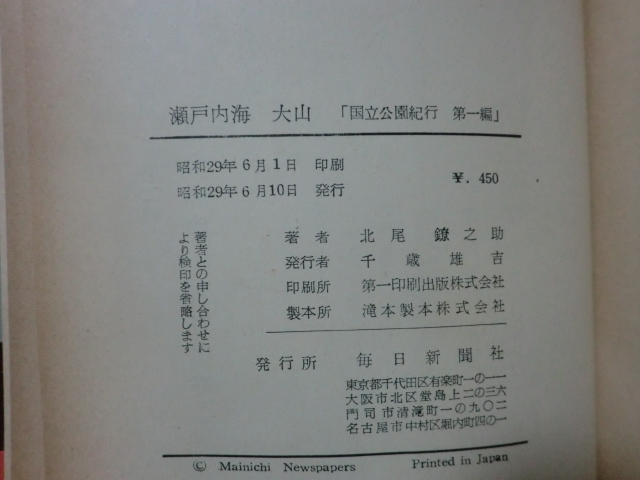 瀬戸内海 大山 「国立公園紀行 第一編」
昭和29年6月1日 印刷
昭和29年6月10日 発行
￥. 450
著者との申し合わせに
より検印を省略します
著者 北尾鐐之助
発行者 千歳雄吉
印刷所 第一印刷出版株式会社
製本所 滝本製本株式会社
発行所 毎日新聞社
東京都千代田区有楽町一の一一
大阪市北区堂島上二の三六
門司市清滝町一の九〇二
名古屋市中村区堀内町四の一
© Mainichi Newspapers
Printed in Japan